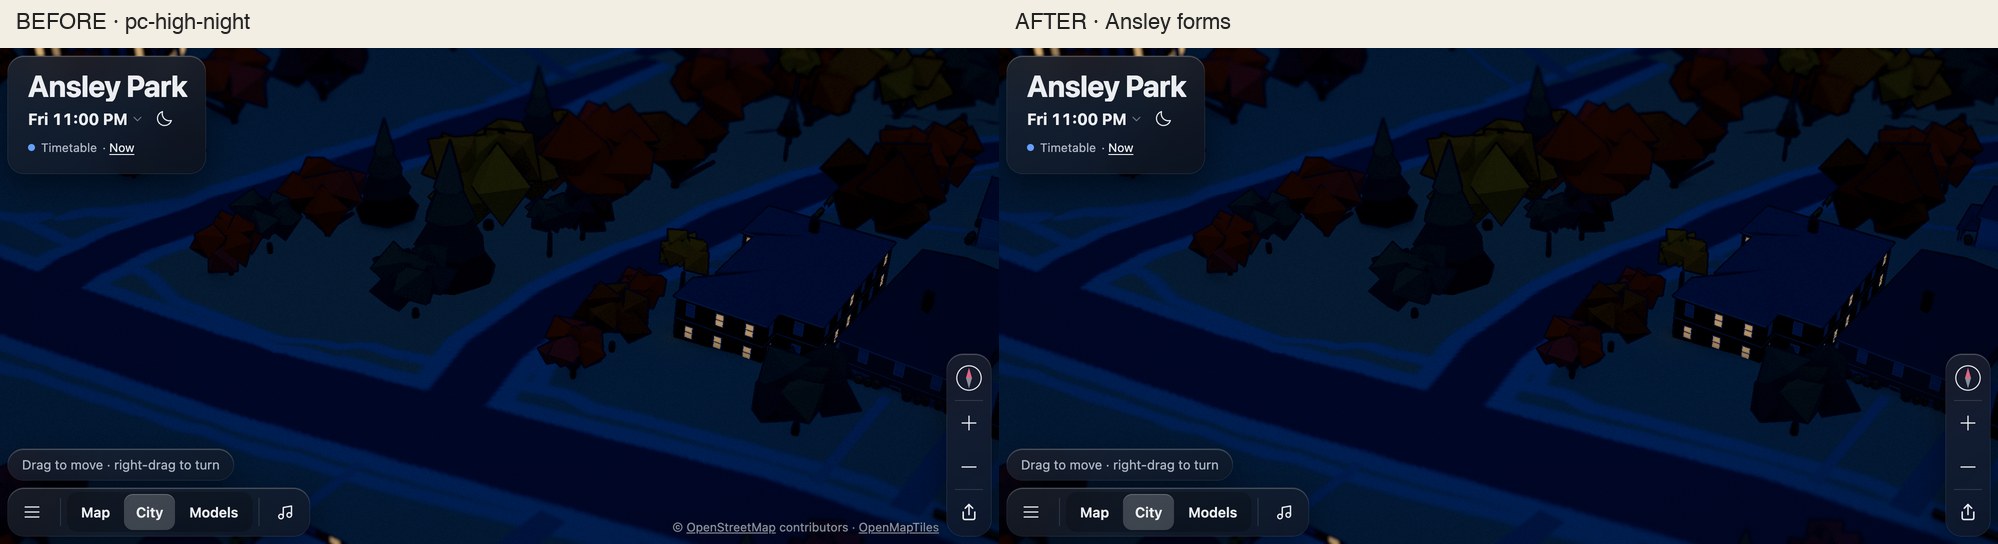 BEFORE · pc-high-night
Ansley Park
Fri 11:00 PM
Timetable · Now
Drag to move · right-drag to turn
Map City Models
© OpenStreetMap contributors · OpenMapTiles
AFTER · Ansley forms
Ansley Park
Fri 11:00 PM
Timetable · Now
Drag to move · right-drag to turn
Map City Models